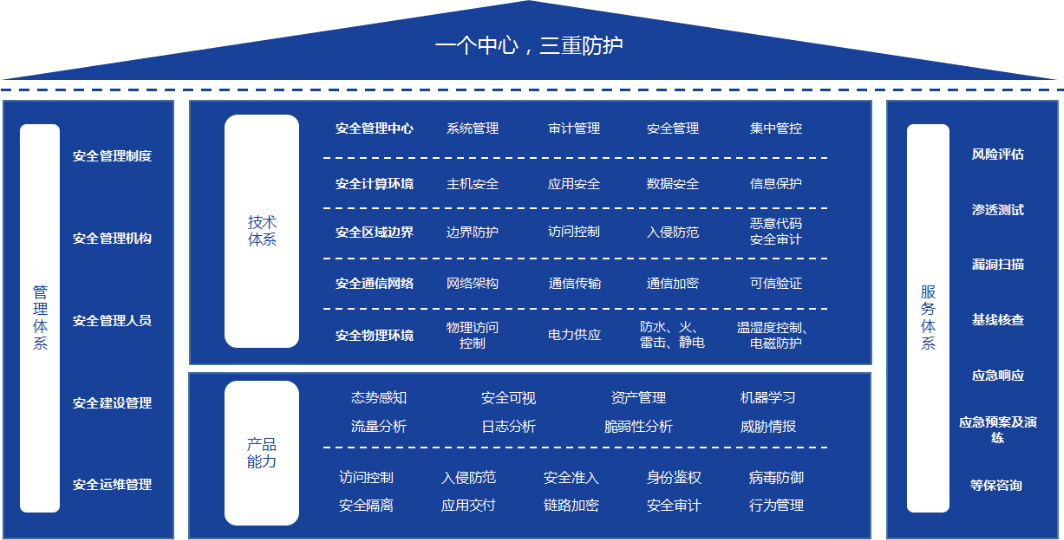 一个中心，三重防护
管理体系
安全管理制度
安全管理机构
安全管理人员
安全建设管理
安全运维管理
技术
体系
安全管理中心 系统管理 审计管理 安全管理 集中管控
安全计算环境 主机安全 应用安全 数据安全 信息保护
安全区域边界 边界防护 访问控制 入侵防范 恶意代码
安全审计
安全通信网络 网络架构 通信传输 通信加密 可信验证
安全物理环境 物理访问
控制
电力供应
防水、火、
雷击、静电
温湿度控制、
电磁防护
产品
能力
态势感知 安全可视 资产管理 机器学习
流量分析 日志分析 脆弱性分析 威胁情报
访问控制 入侵防范 安全准入 身份鉴权 病毒防御
安全隔离 应用交付 链路加密 安全审计 行为管理
服务体系
风险评估
渗透测试
漏洞扫描
基线核查
应急响应
应急预案及演
练
等保咨询